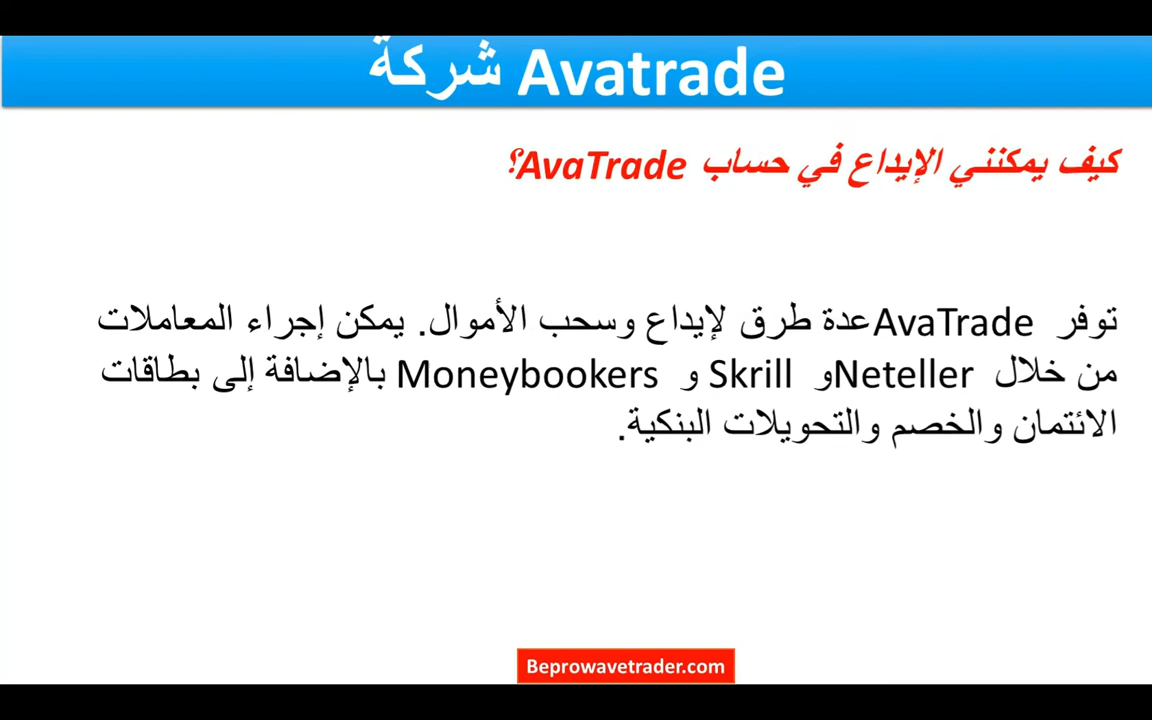 شركة Avatrade
كيف يمكنني الإيداع في حساب AvaTrade؟
توفر AvaTrade عدة طرق لإيداع وسحب الأموال. يمكن إجراء المعاملات
من خلال Neteller و Skrill و Moneybookers بالإضافة إلى بطاقات
الائتمان والخصم والتحويلات البنكية.
Beprowavetrader.com